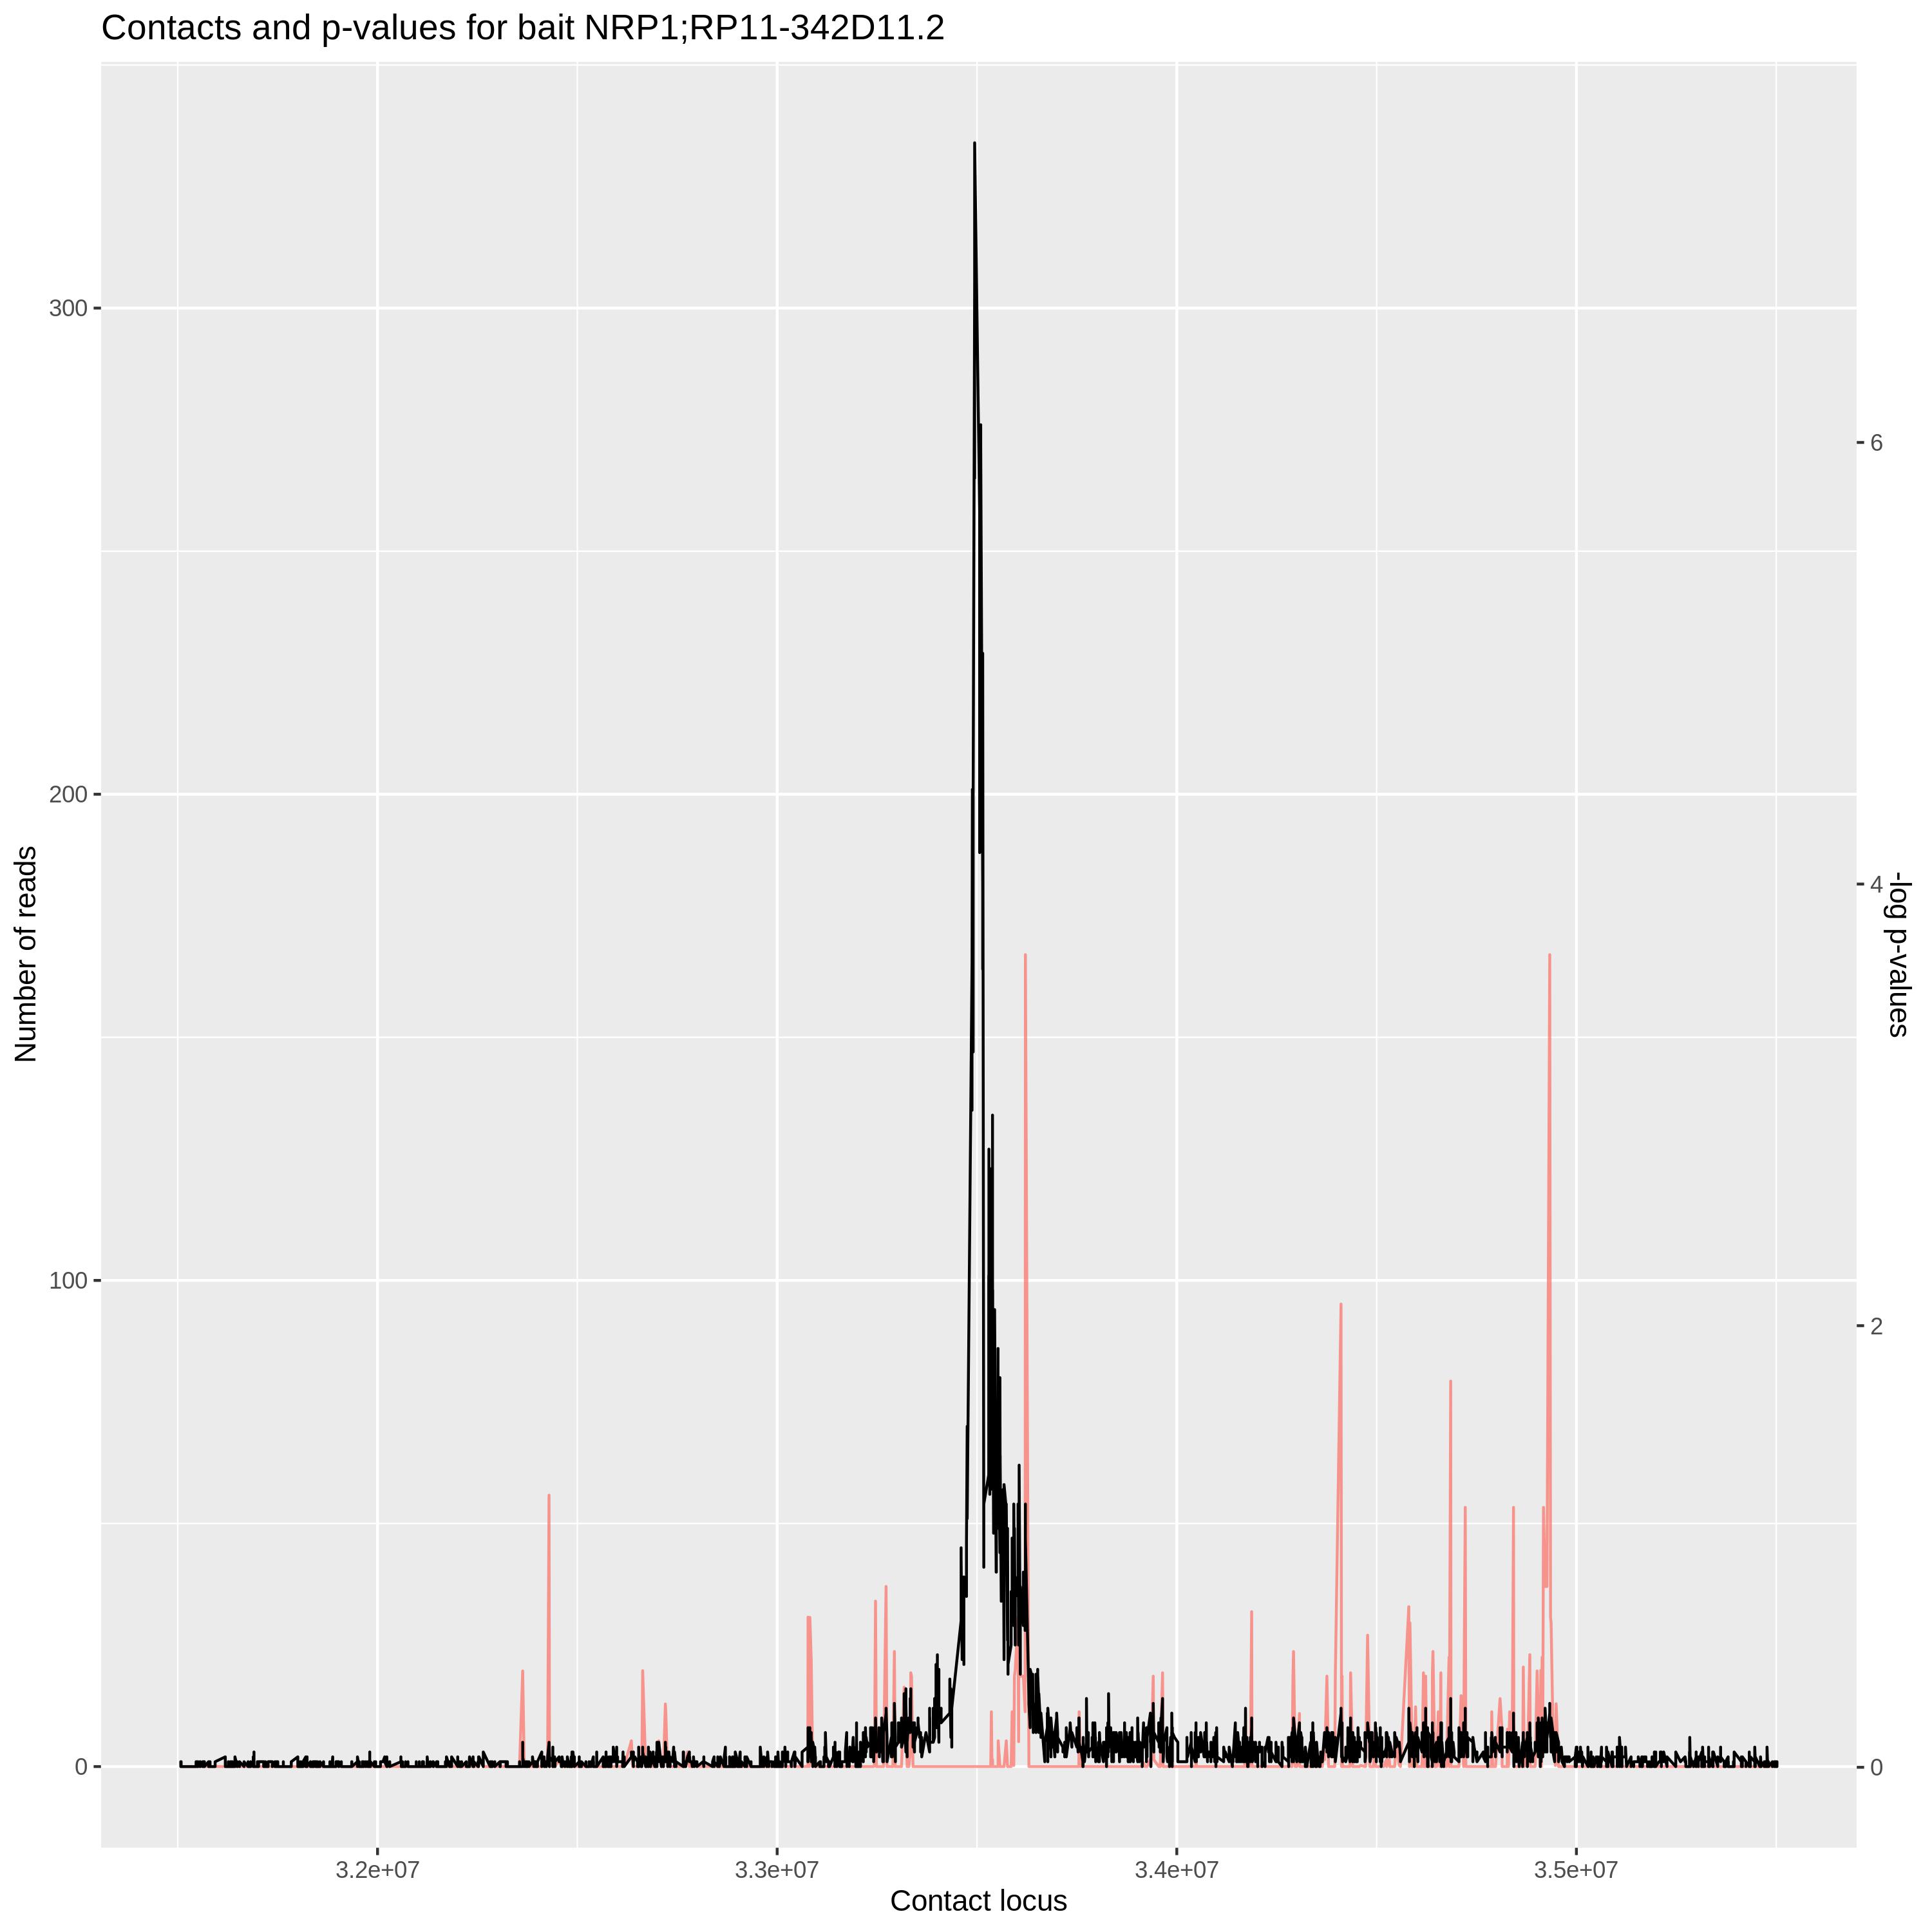 Contacts and p-values for bait NRP1;RP11-342D11.2
300
200
100
0
Number of reads
6
4
2
0
-log p-values
3.2e+07
3.3e+07
3.4e+07
3.5e+07
Contact locus